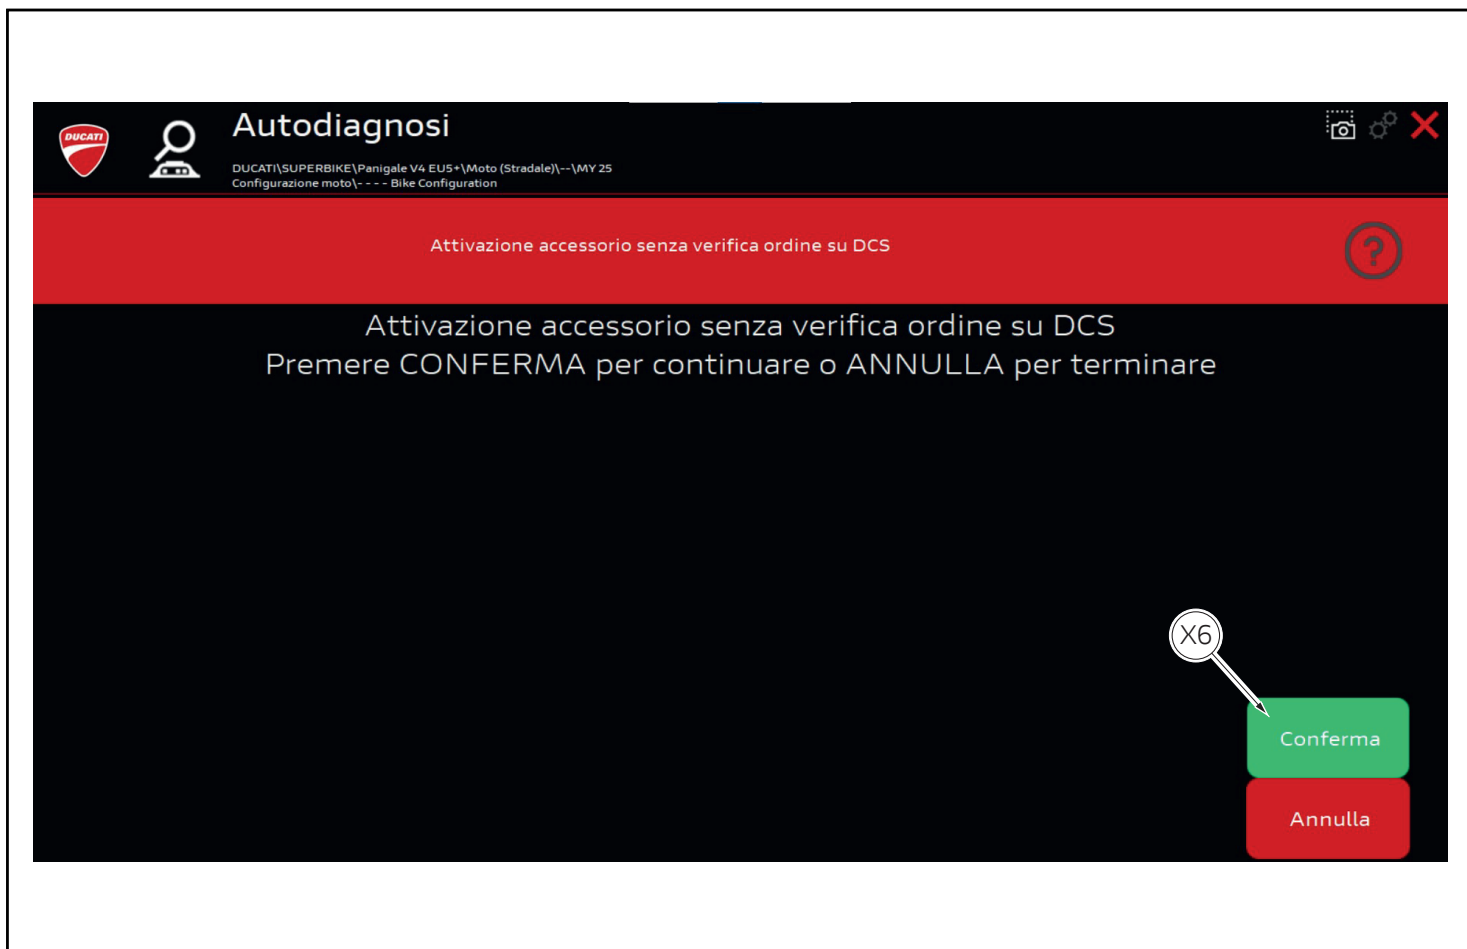 DUCATI
Autodiagnosi
DUCATI\SUPERBIKE\Panigale V4 EU5+\Moto (Stradale)\--\MY 25
Configurazione moto\- - - - Bike Configuration
Attivazione accessorio senza verifica ordine su DCS
?
Attivazione accessorio senza verifica ordine su DCS
Premere CONFERMA per continuare o ANNULLA per terminare
X6
Conferma
Annulla